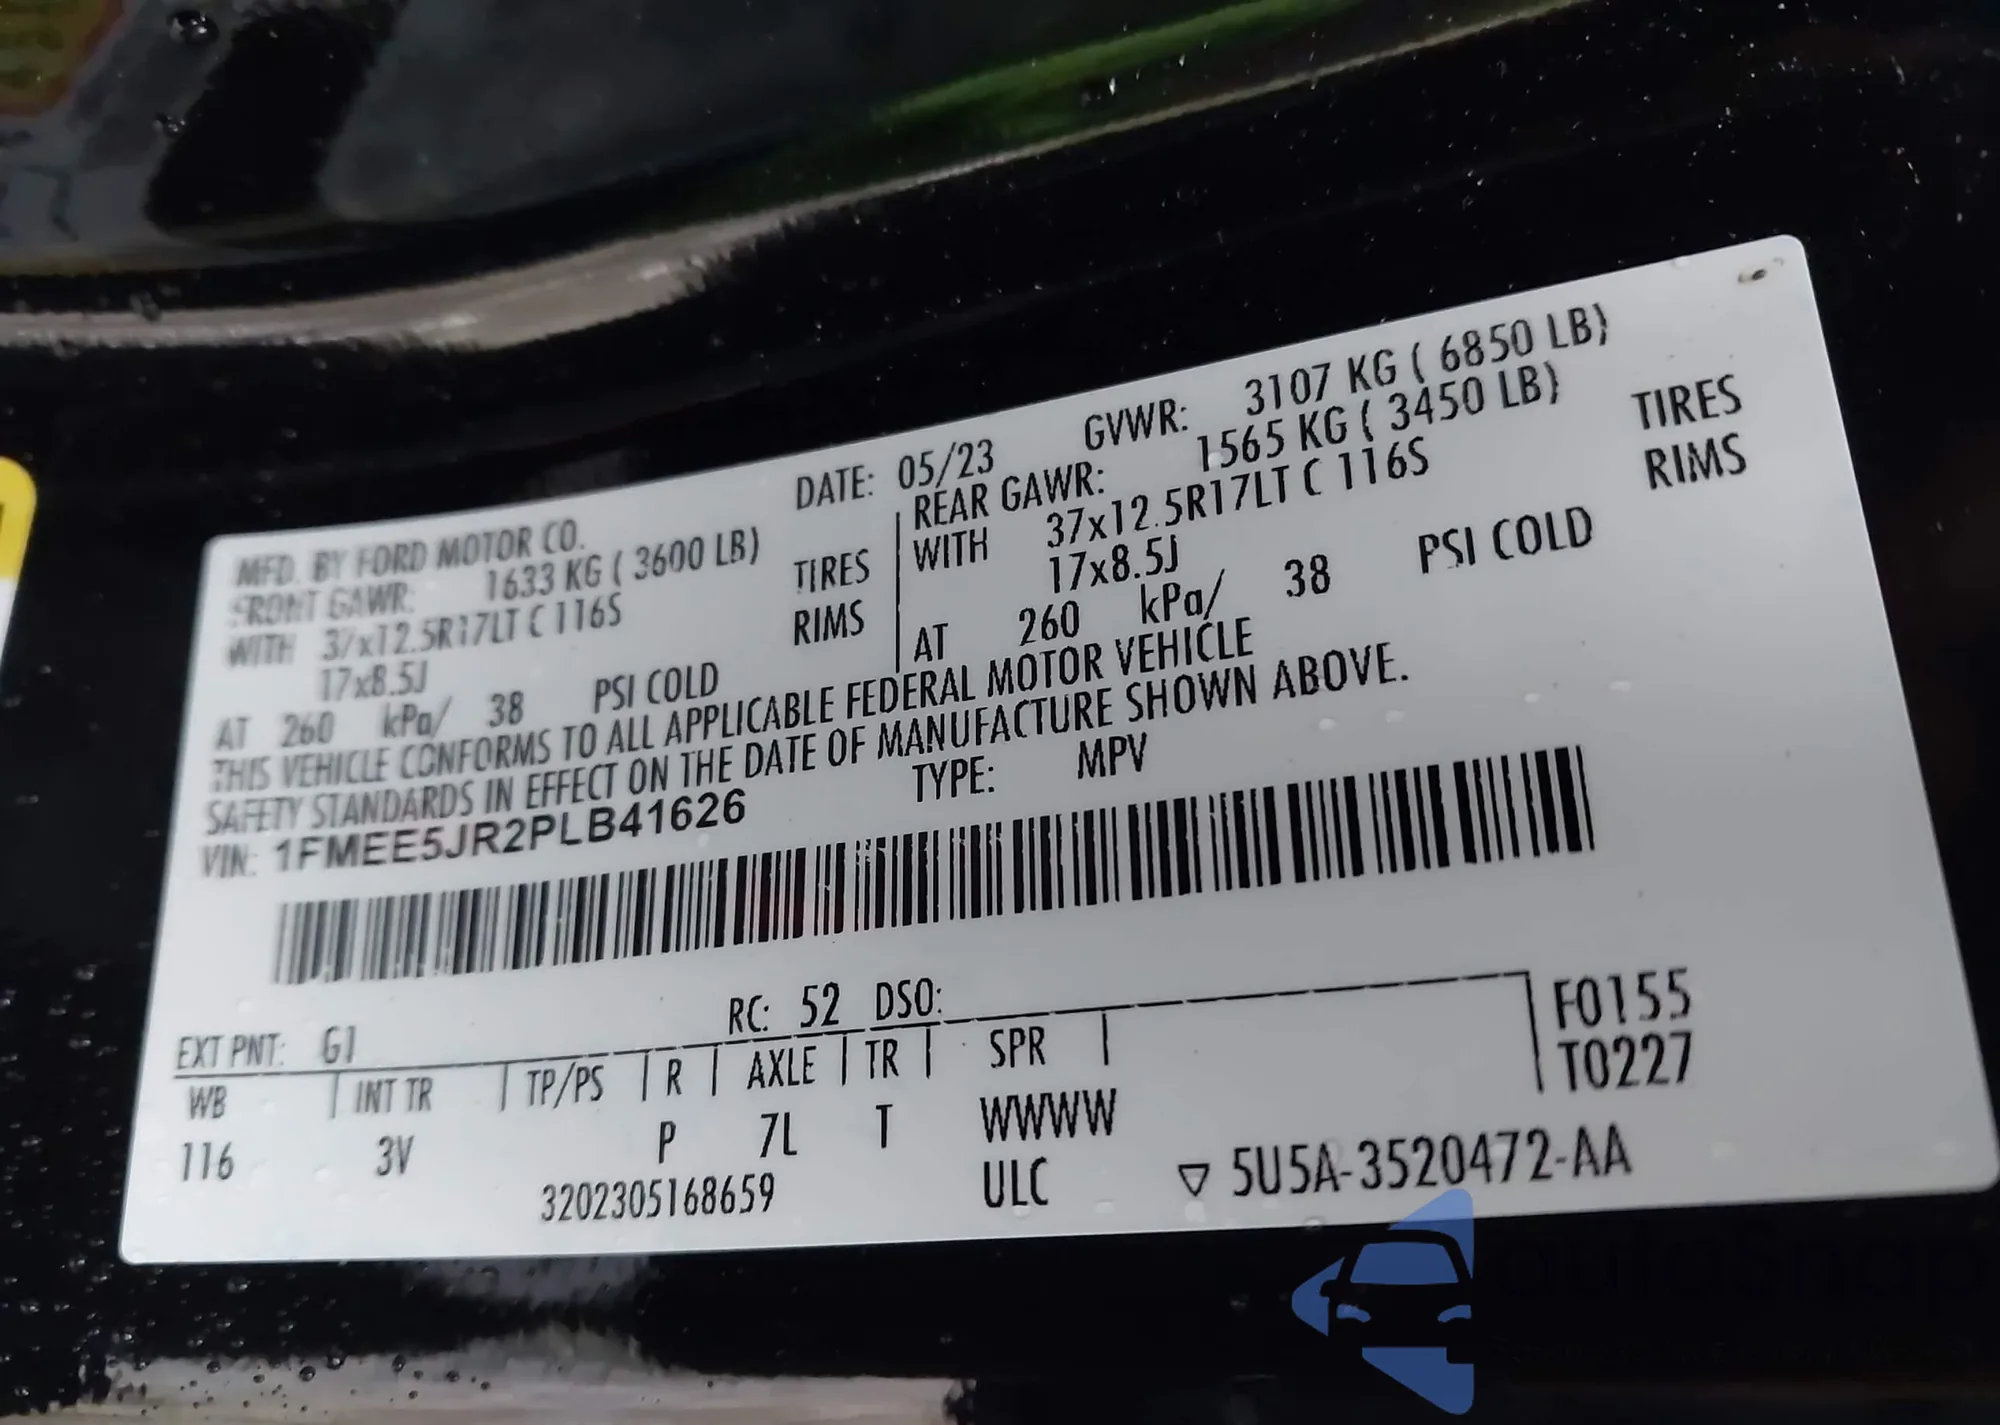 MFD. BY FORD MOTOR CO. DATE: 05/23 GVWR: 3107 KG ( 6850 LB)
FRONT GAWR: 1633 KG ( 3600 LB) REAR GAWR: 1565 KG ( 3450 LB)
WITH 37x12.5R17LT C 116S TIRES WITH 37x12.5R17LT C 116S TIRES
17x8.5J RIMS 17x8.5J RIMS
AT 260 kPa/ 38 PSI COLD AT 260 kPa/ 38 PSI COLD
THIS VEHICLE CONFORMS TO ALL APPLICABLE FEDERAL MOTOR VEHICLE
SAFETY STANDARDS IN EFFECT ON THE DATE OF MANUFACTURE SHOWN ABOVE.
VIN: 1FMEE5JR2PLB41626 TYPE: MPV
EXT PNT: G1 RC: 52 DSO:
WB INT TR TP/PS R AXLE TR SPR F0155
T0227
116 3V P 7L T WWWW
3202305168659 ULC ▽ 5U5A-3520472-AA